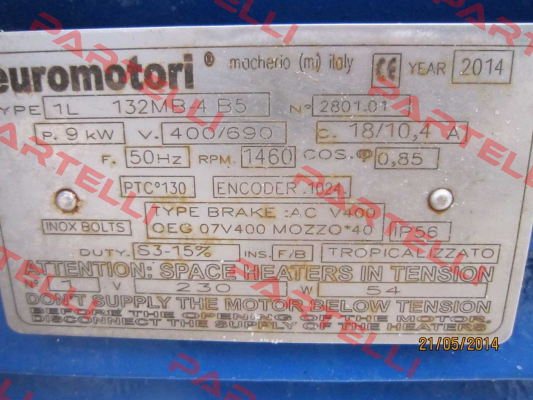 euromotori ® macherio (mi) italy CE YEAR 2014
TYPE 1L 132MB/4 B5 N° 2801.01
P. 9 kW V. 400/690 C. 18/10,4 A
F. 50Hz RPM. 1460 COS.φ 0,85
PTC°130 ENCODER.1024
TYPE BRAKE :AC V400
INOX BOLTS OEG 07V400 MOZZO*40 IP56
DUTY. S3-15% INS. F/B TROPICALIZZATO
ATTENTION: SPACE HEATERS IN TENSION
1 V 230 W 54
DON'T SUPPLY THE MOTOR BELOW TENSION
BEFORE THE OPENING OF THE MOTOR
DISCONNECT THE SUPPLY OF THE HEATERS
21/05/2014
PARTELLI